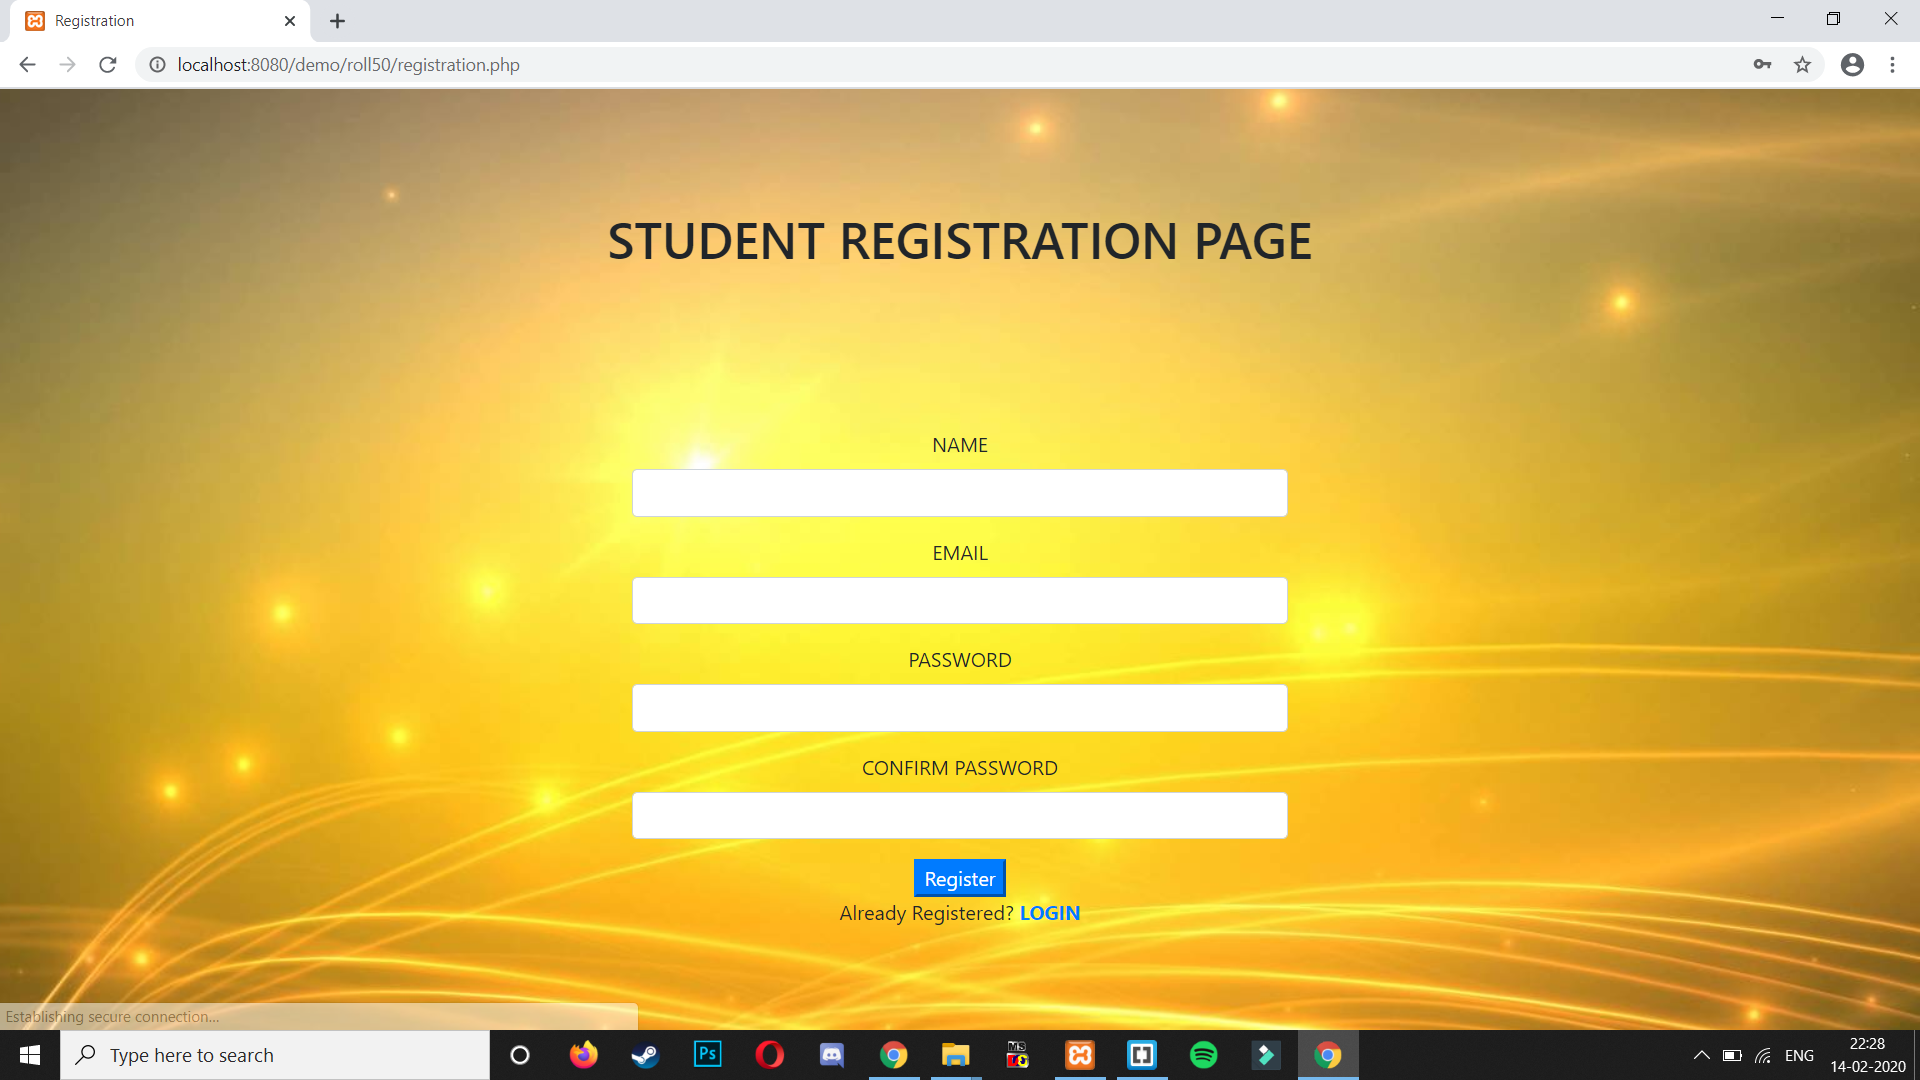 Registration
localhost:8080/demo/roll50/registration.php
STUDENT REGISTRATION PAGE
NAME
EMAIL
PASSWORD
CONFIRM PASSWORD
Register
Already Registered? LOGIN
Establishing secure connection...
Type here to search
Ps
MS
ENG
22:28
14-02-2020